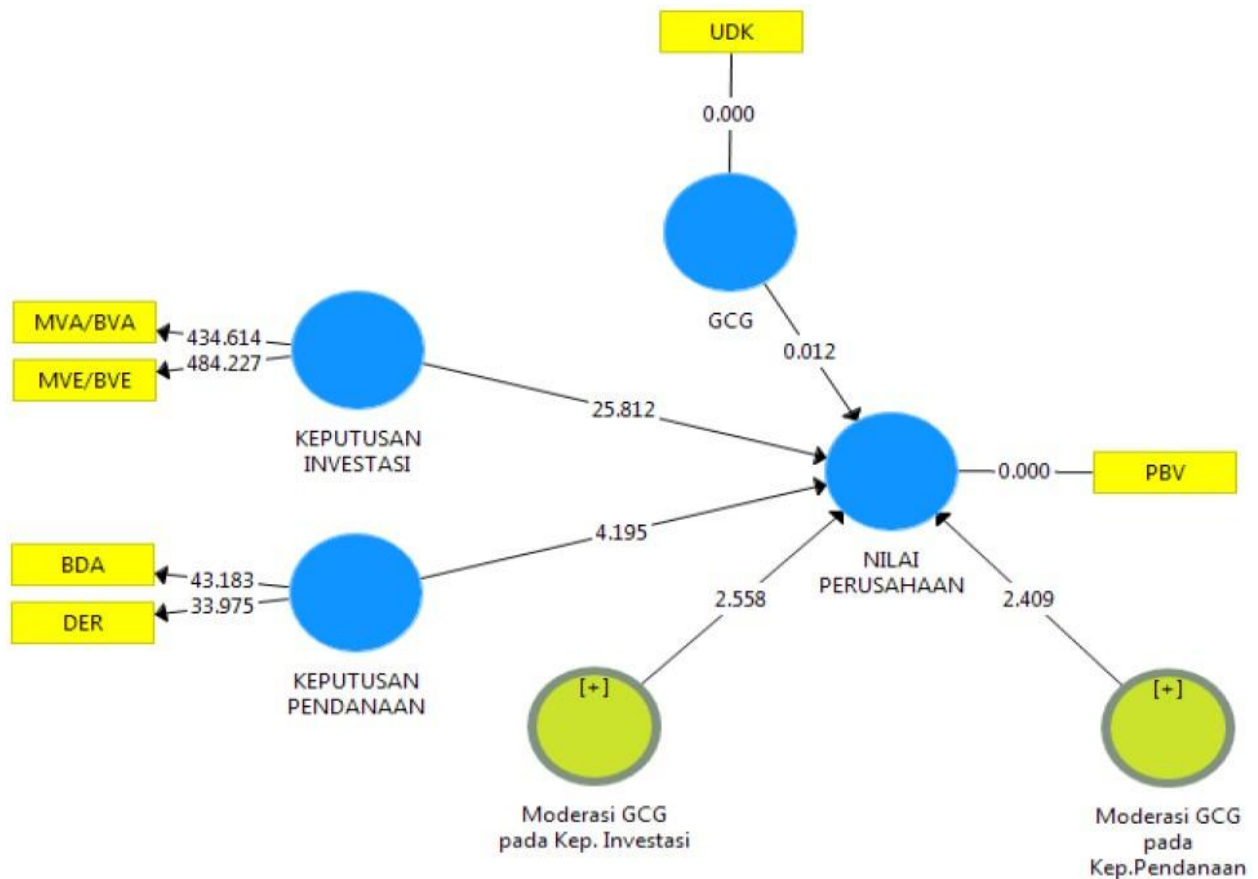 UDK
0.000
GCG
0.012
MVA/BVA
434.614
MVE/BVE
484.227
KEPUTUSAN
INVESTASI
25.812
NILAI
PERUSAHAAN
0.000
PBV
BDA
43.183
DER
33.975
KEPUTUSAN
PENDANAAN
4.195
2.558
2.409
[+]
Moderasi GCG
pada Kep. Investasi
[+]
Moderasi GCG
pada
Kep.Pendanaan